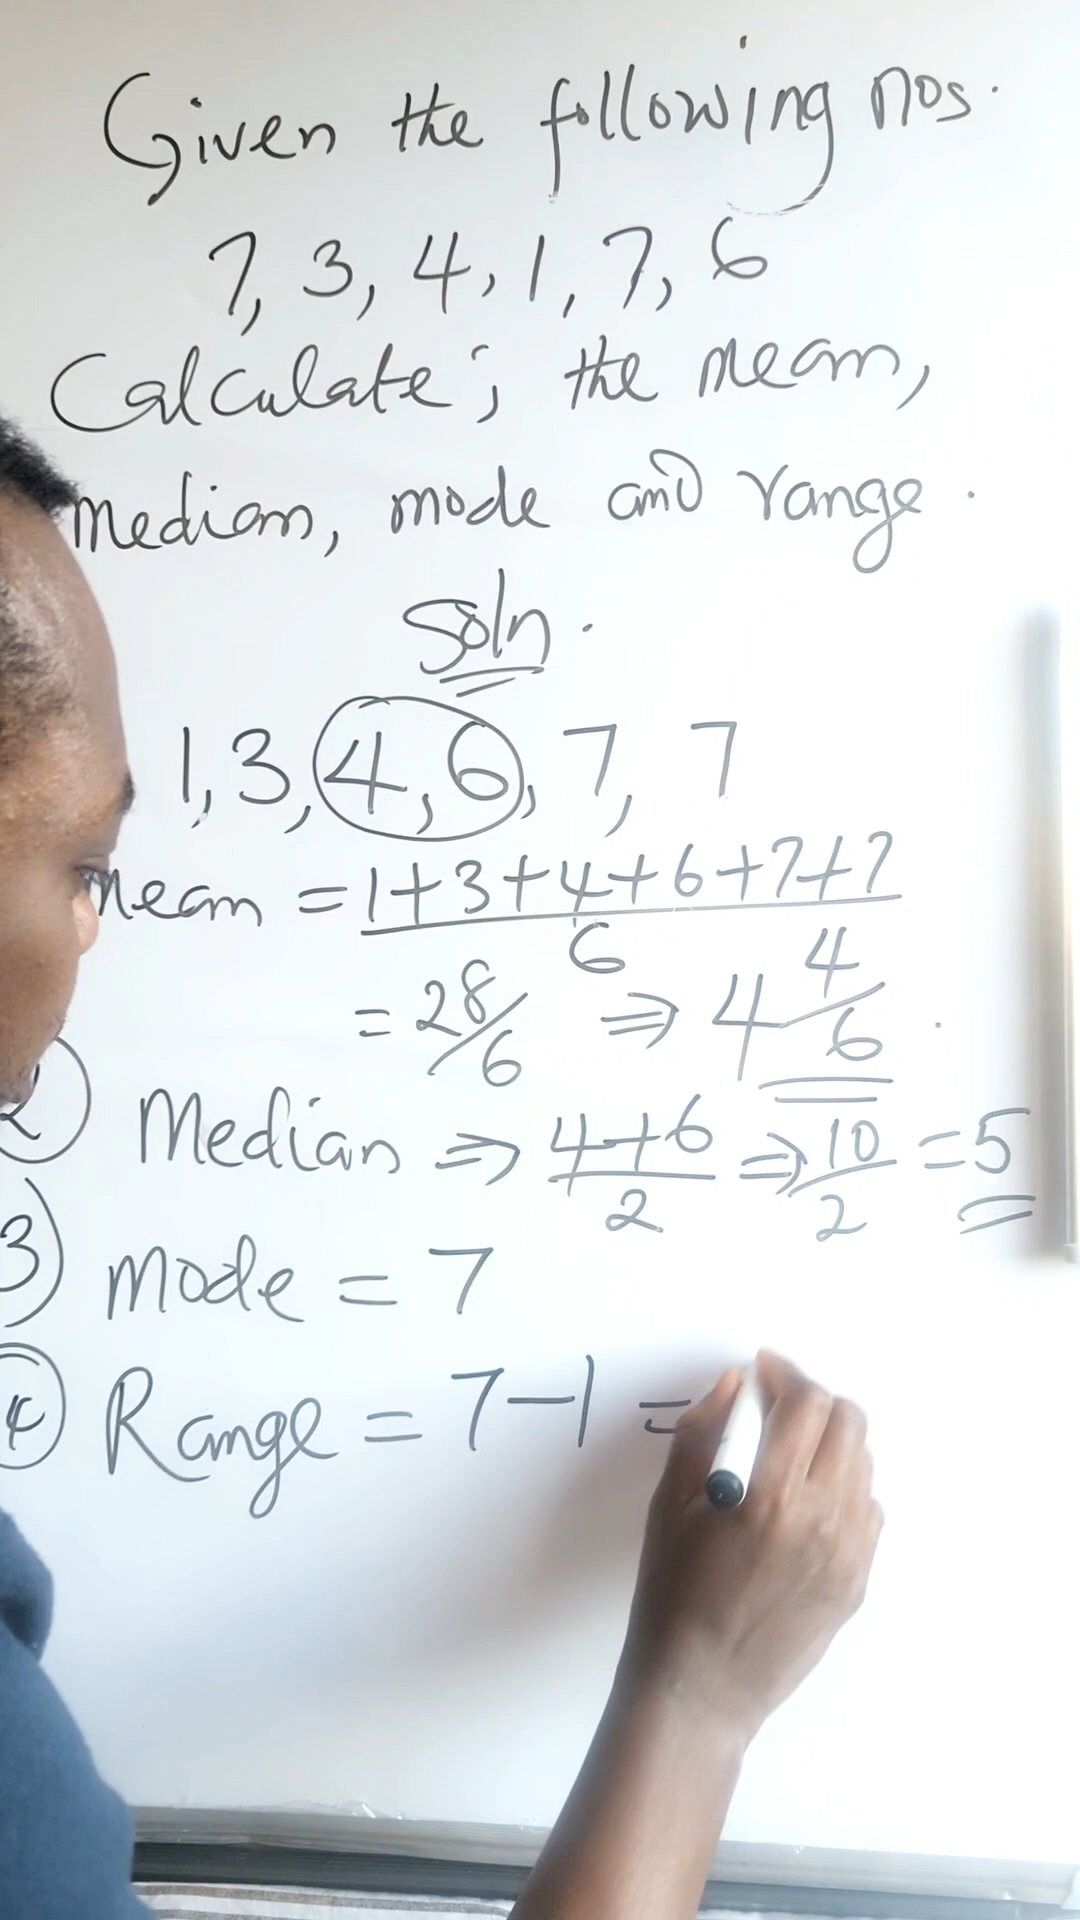 Given the following nos.
7, 3, 4, 1, 7, 6
Calculate; the mean,
median, mode and range.
Soln.
1, 3, 4, 6, 7, 7
mean = 1+3+4+6+7+7/6
= 28/6 ⇒ 4 4/6
2 Median ⇒ 4+6/2 ⇒ 10/2 = 5
3) mode = 7
4 Range = 7-1 =